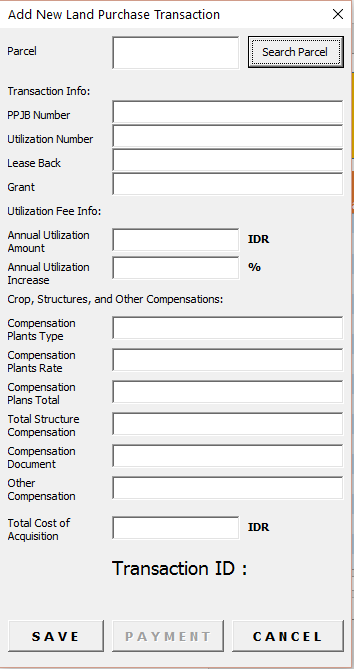 Add New Land Purchase Transaction
Parcel
Search Parcel
Transaction Info:
PPJB Number
Utilization Number
Lease Back
Grant
Utilization Fee Info:
Annual Utilization
Amount
IDR
Annual Utilization
Increase
%
Crop, Structures, and Other Compensations:
Compensation
Plants Type
Compensation
Plants Rate
Compensation
Plans Total
Total Structure
Compensation
Compensation
Document
Other
Compensation
Total Cost of
Acquisition
IDR
Transaction ID :
SAVE
PAYMENT
CANCEL